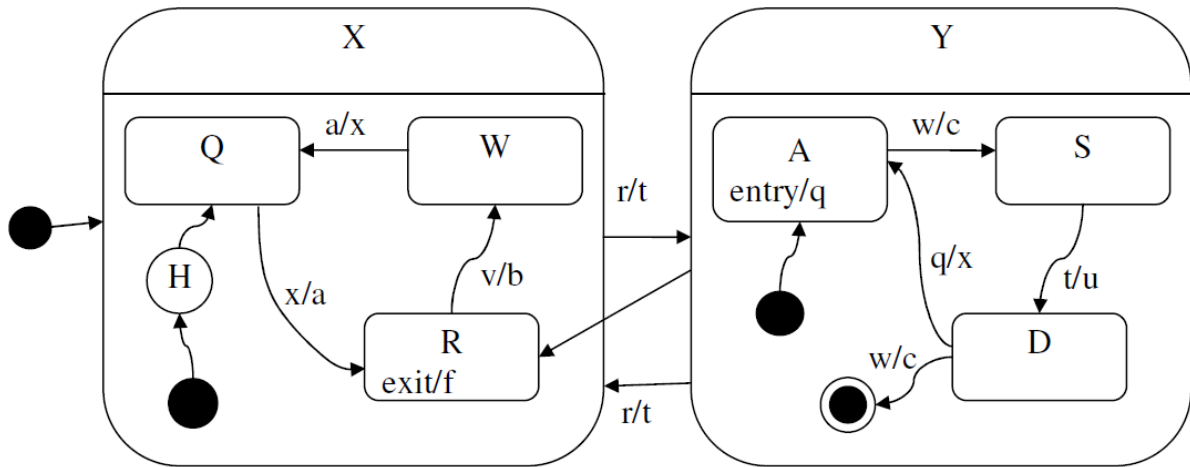 X
Y
a/x
w/c
Q
W
A
S
entry/q
r/t
H
q/x
t/u
x/a
v/b
R
D
exit/f
w/c
r/t